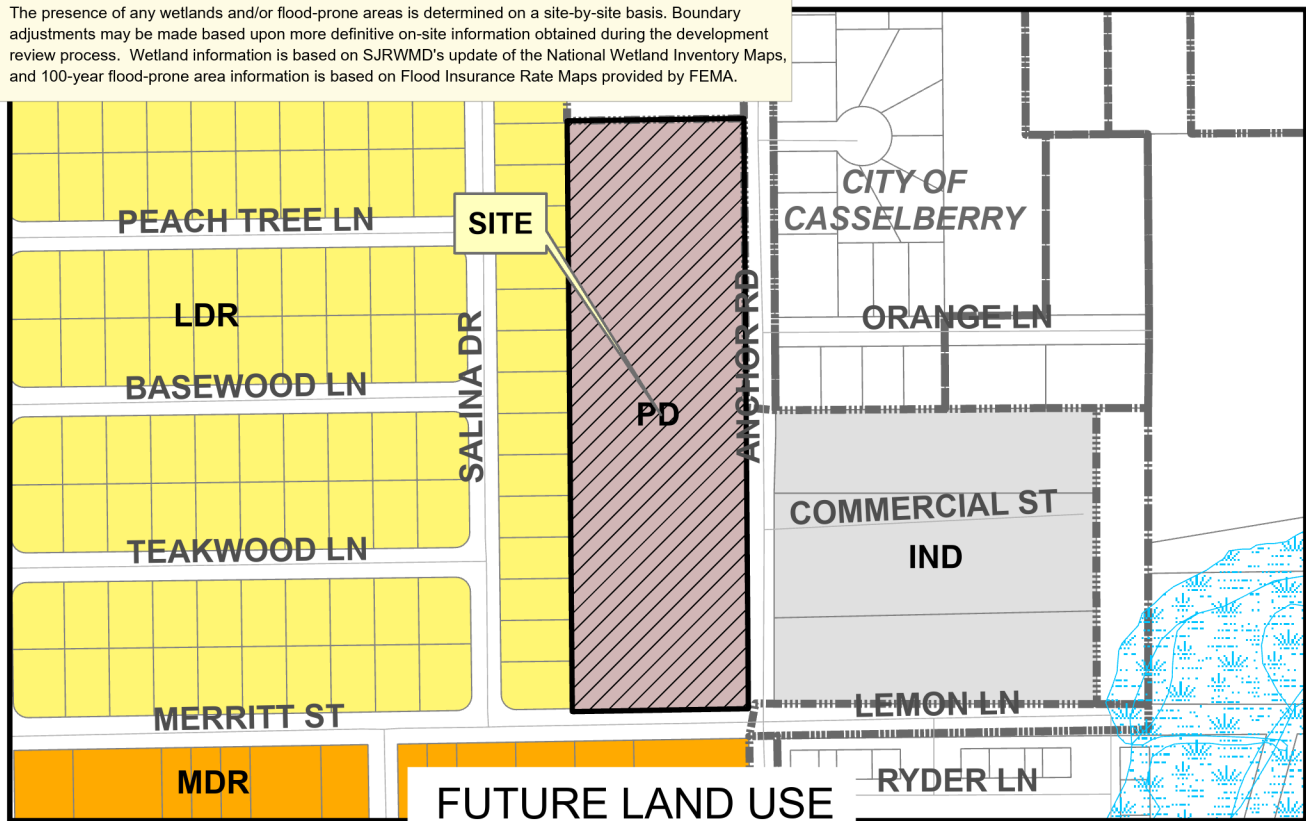 The presence of any wetlands and/or flood-prone areas is determined on a site-by-site basis. Boundary
adjustments may be made based upon more definitive on-site information obtained during the development
review process.  Wetland information is based on SJRWMD's update of the National Wetland Inventory Maps,
and 100-year flood-prone area information is based on Flood Insurance Rate Maps provided by FEMA.
CITY OF
CASSELBERRY
PEACH TREE LN
SITE
LDR
ORANGE LN
ANCHOR RD
SALINA DR
BASEWOOD LN
PD
COMMERCIAL ST
TEAKWOOD LN
IND
MERRITT ST
LEMON LN
MDR
RYDER LN
FUTURE LAND USE